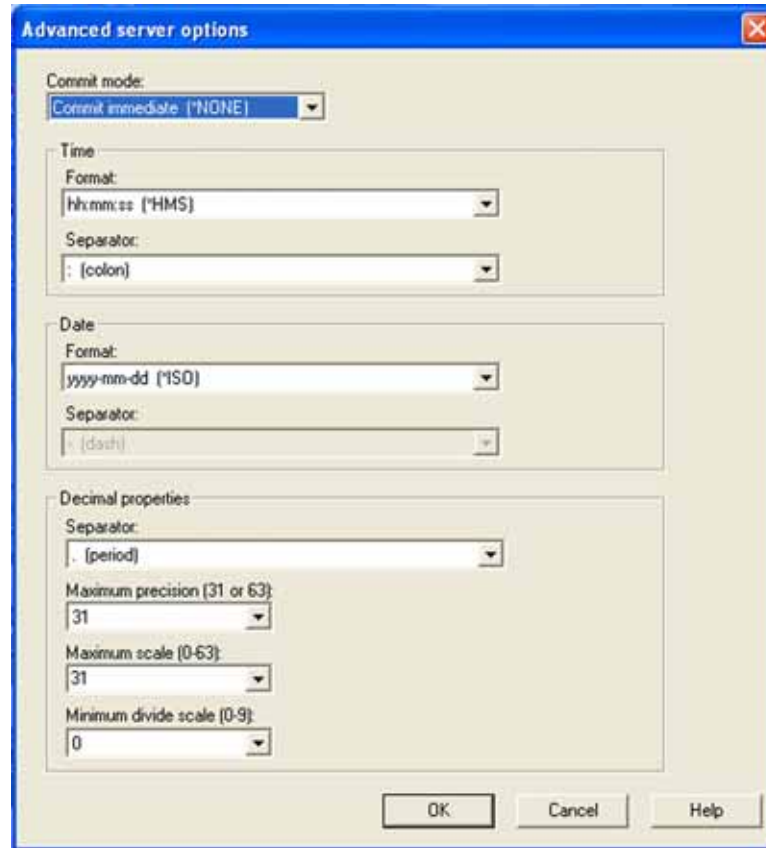 Advanced server options
Commit mode:
Commit immediate (*NONE)
Time
Format:
hh:mm:ss (*HMS)
Separator:
: (colon)
Date
Format:
yyyy-mm-dd (*ISO)
Separator:
- (dash)
Decimal properties
Separator:
. (period)
Maximum precision (31 or 63):
31
Maximum scale (0-63):
31
Minimum divide scale (0-9):
0
OK Cancel Help